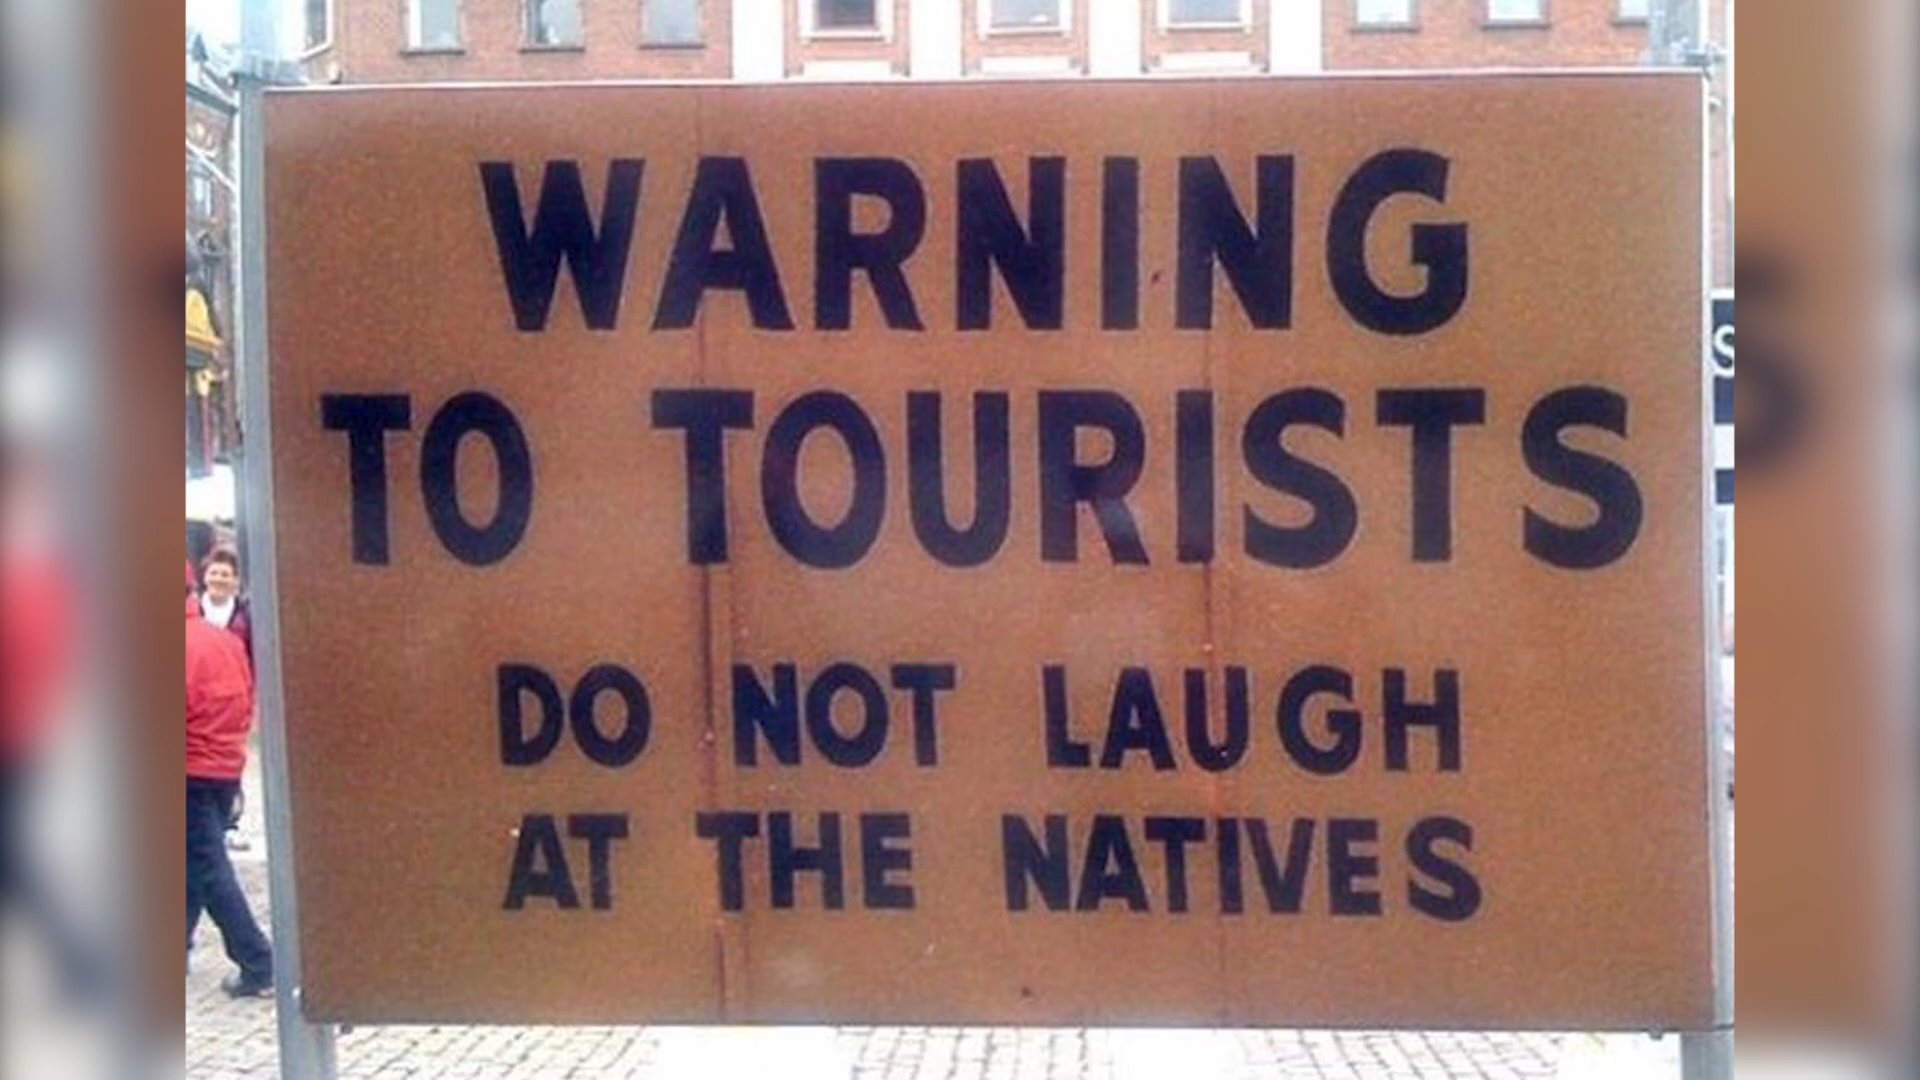 WARNING
TO TOURISTS
DO NOT LAUGH
AT THE NATIVES